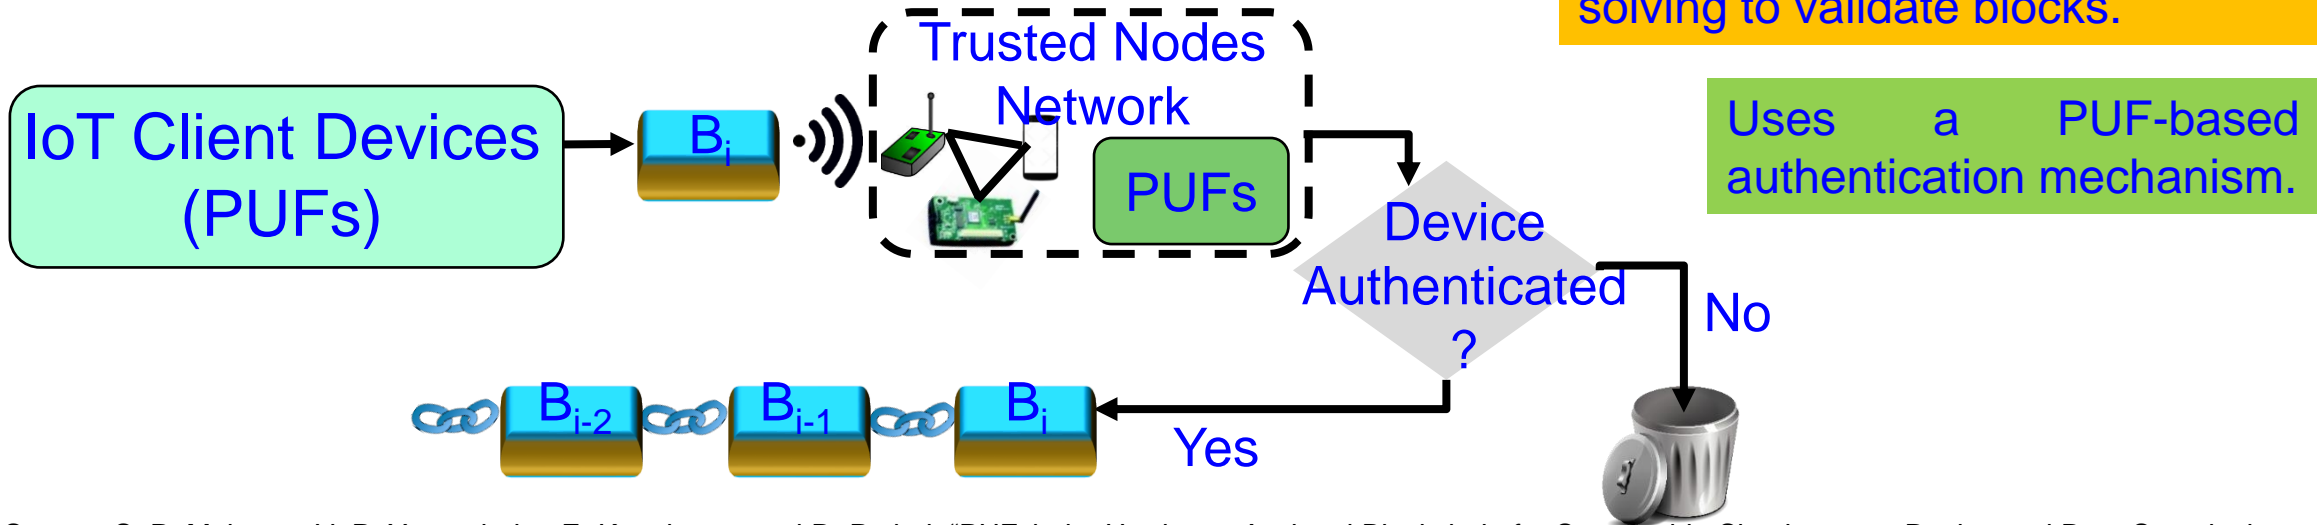 solving to validate blocks.
Trusted Nodes
Network
IoT Client Devices
(PUFs)
Bi
PUFs
Uses a PUF-based
authentication mechanism.
Device
Authenticated
?
No
Yes
Bi-2
Bi-1
Bi